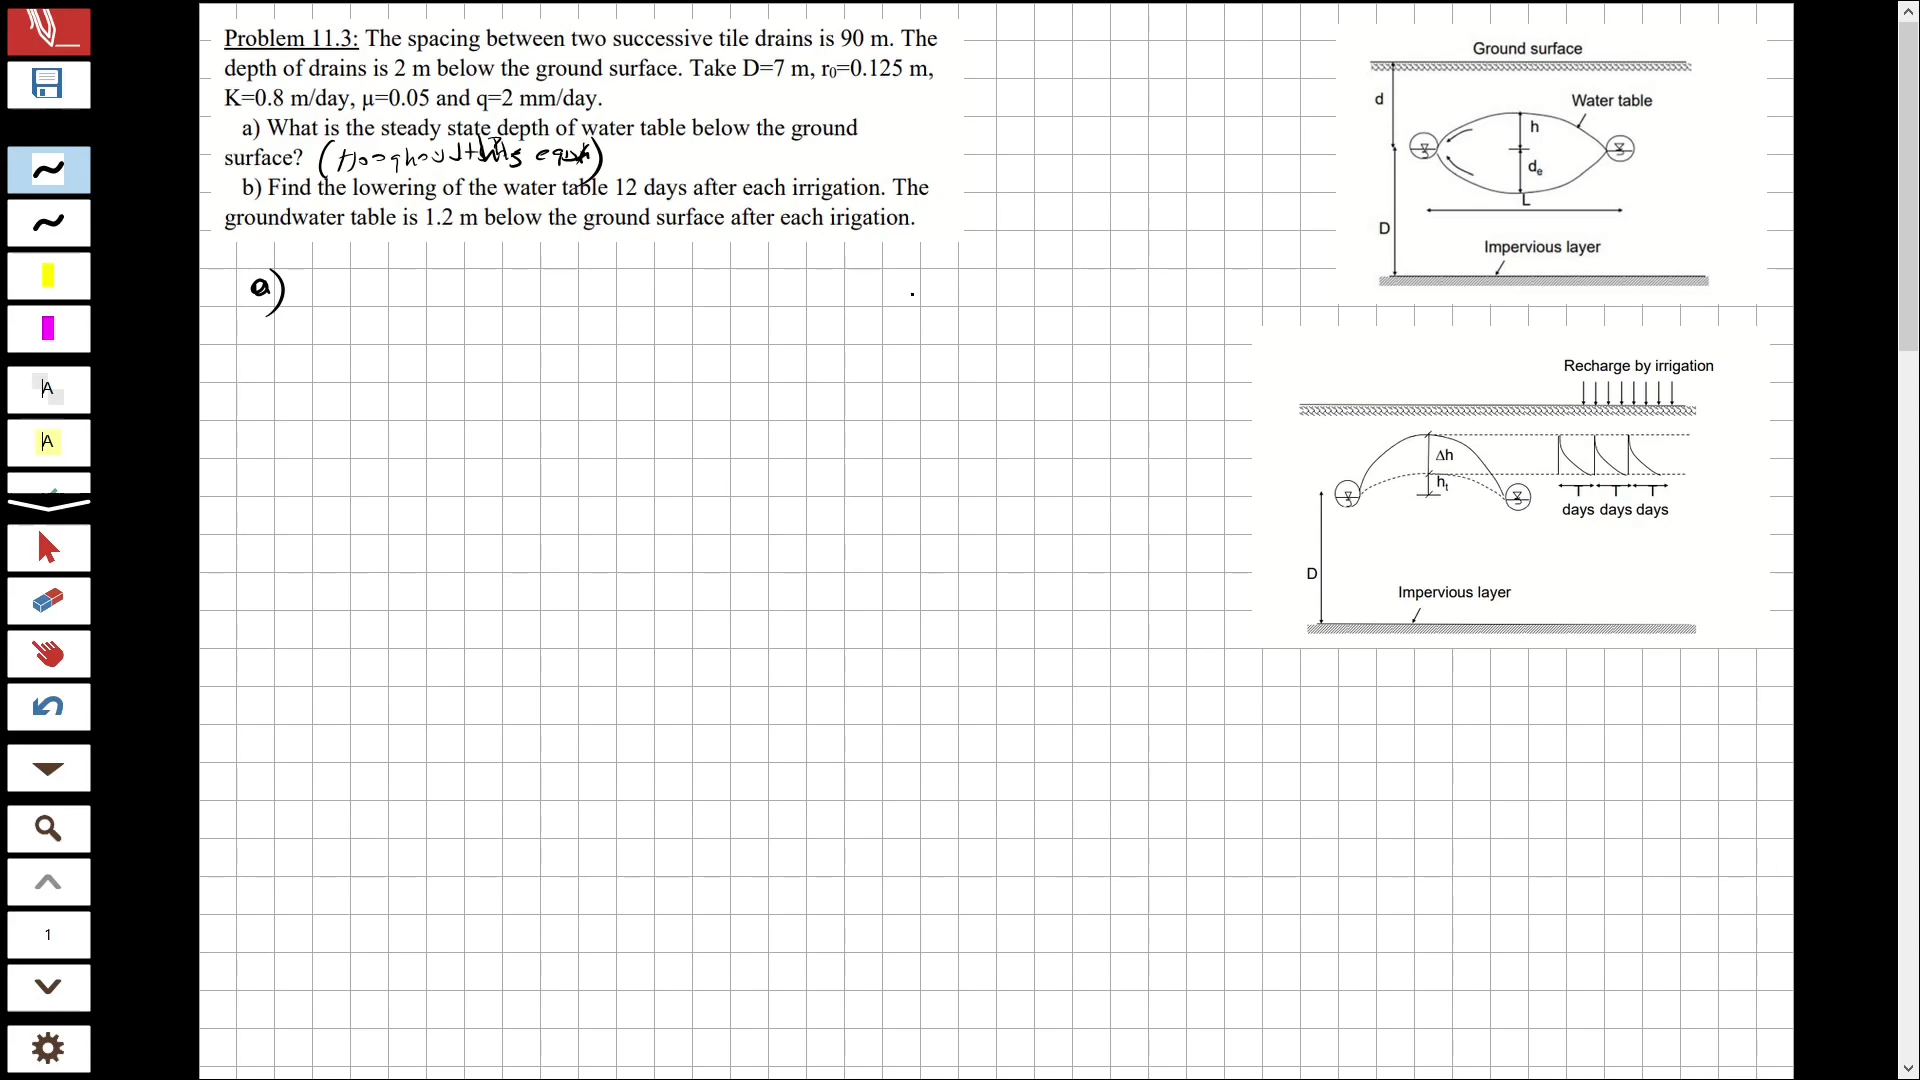 Problem 11.3: The spacing between two successive tile drains is 90 m. The
depth of drains is 2 m below the ground surface. Take D=7 m, r₀=0.125 m,
K=0.8 m/day, μ=0.05 and q=2 mm/day.
a) What is the steady state depth of water table below the ground
surface?
b) Find the lowering of the water table 12 days after each irrigation. The
groundwater table is 1.2 m below the ground surface after each irigation.
a)
Ground surface
d
Water table
h
dₑ
L
D
Impervious layer
Recharge by irrigation
Δh
hₜ
T T T
days days days
D
Impervious layer
A
A
1